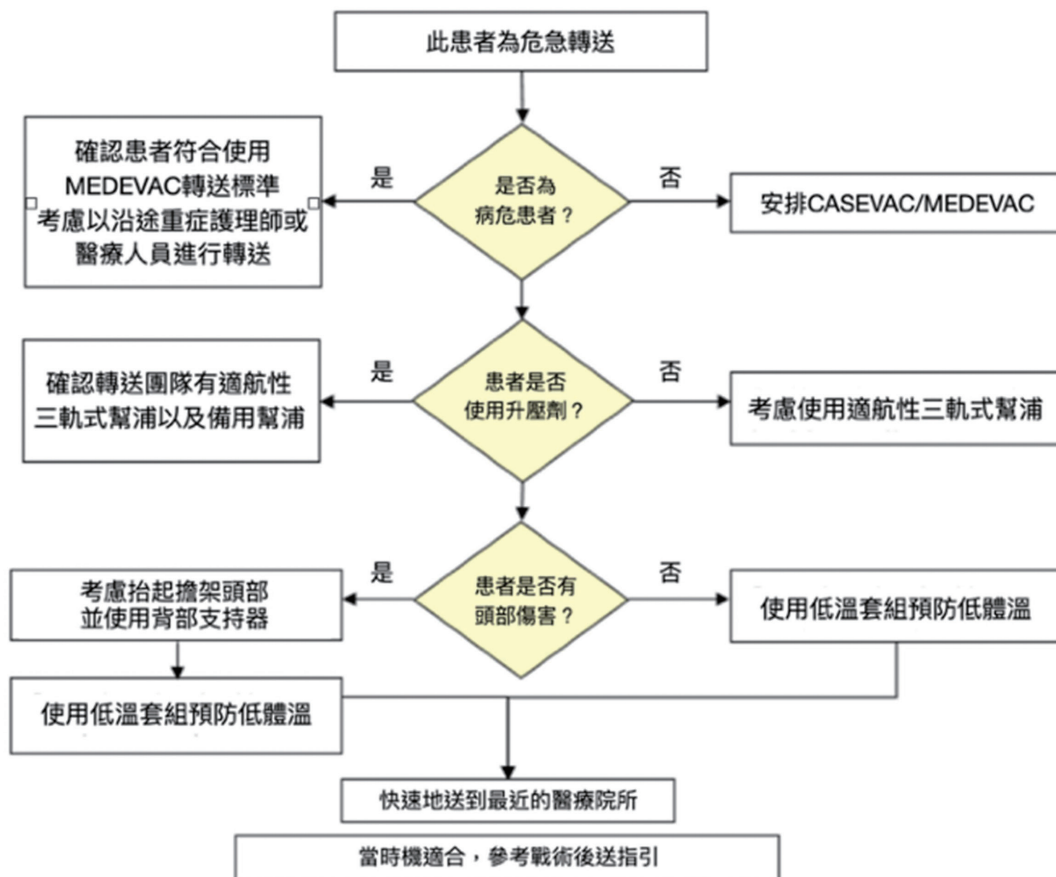 此患者為危急轉送
確認患者符合使用
MEDEVAC轉送標準
考慮以沿途重症護理師或
醫療人員進行轉送
是
是否為
病危患者？
否
安排CASEVAC/MEDEVAC
確認轉送團隊有適航性
三軌式幫浦以及備用幫浦
是
患者是否
使用升壓劑？
否
考慮使用適航性三軌式幫浦
考慮抬起擔架頭部
並使用背部支持器
是
患者是否有
頭部傷害？
否
使用低溫套組預防低體溫
使用低溫套組預防低體溫
快速地送到最近的醫療院所
當時機適合，參考戰術後送指引